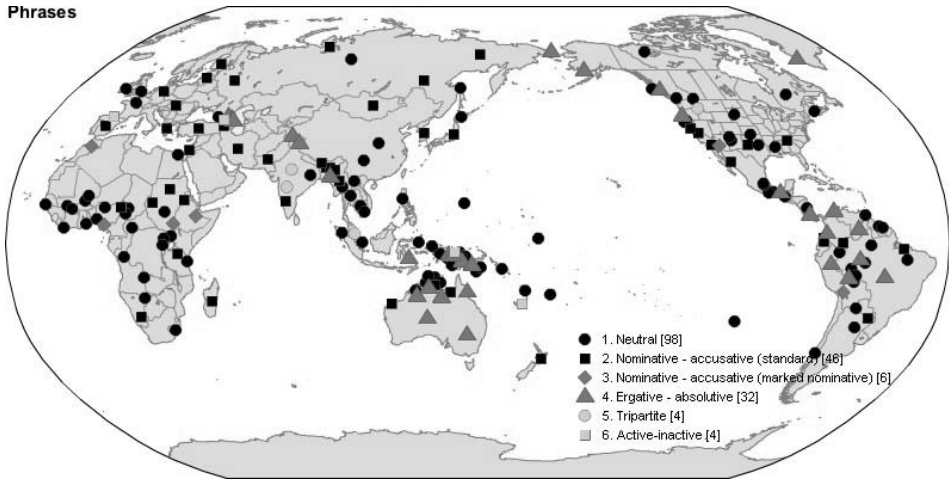 Phrases
1. Neutral [98]
2. Nominative - accusative (standard) [46]
3. Nominative - accusative (marked nominative) [6]
4. Ergative - absolutive [32]
5. Tripartite [4]
6. Active-inactive [4]